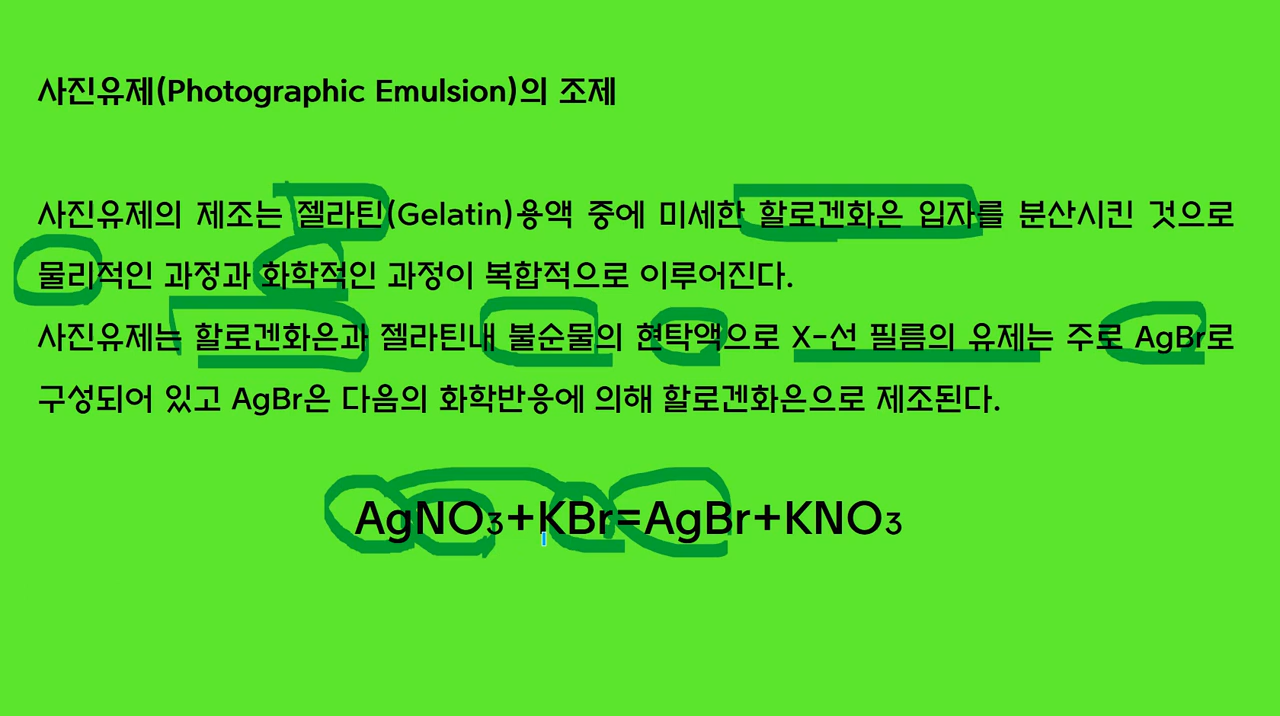 사진유제(Photographic Emulsion)의 조제
사진유제의 제조는 젤라틴(Gelatin)용액 중에 미세한 할로겐화은 입자를 분산시킨 것으로
물리적인 과정과 화학적인 과정이 복합적으로 이루어진다.
사진유제는 할로겐화은과 젤라틴내 불순물의 현탁액으로 X-선 필름의 유제는 주로 AgBr로
구성되어 있고 AgBr은 다음의 화학반응에 의해 할로겐화은으로 제조된다.
AgNO₃+KBr=AgBr+KNO₃